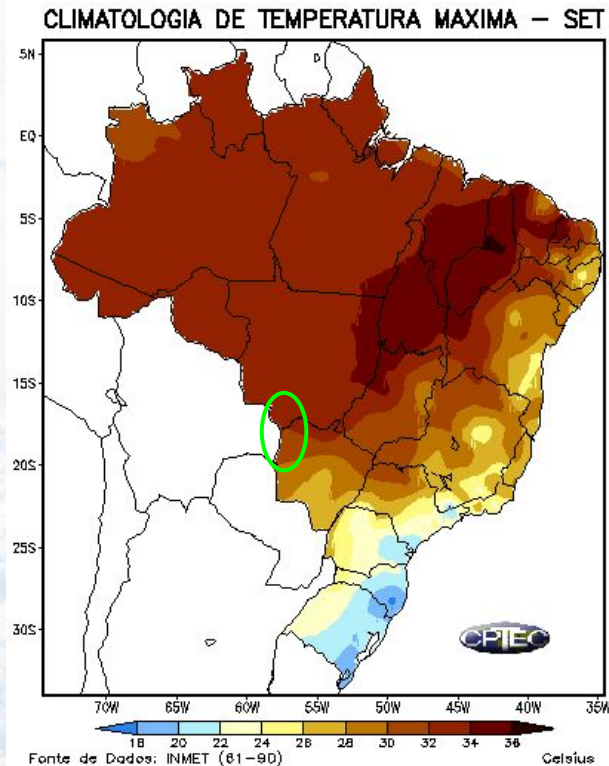 CLIMATOLOGIA DE TEMPERATURA MAXIMA – SET
5N
EQ
5S
10S
15S
20S
25S
30S
CPTEC
70W 65W 60W 55W 50W 45W 40W 35W
18 20 22 24 26 28 30 32 34 36
Fonte de Dados: INMET (61-90) Celsius